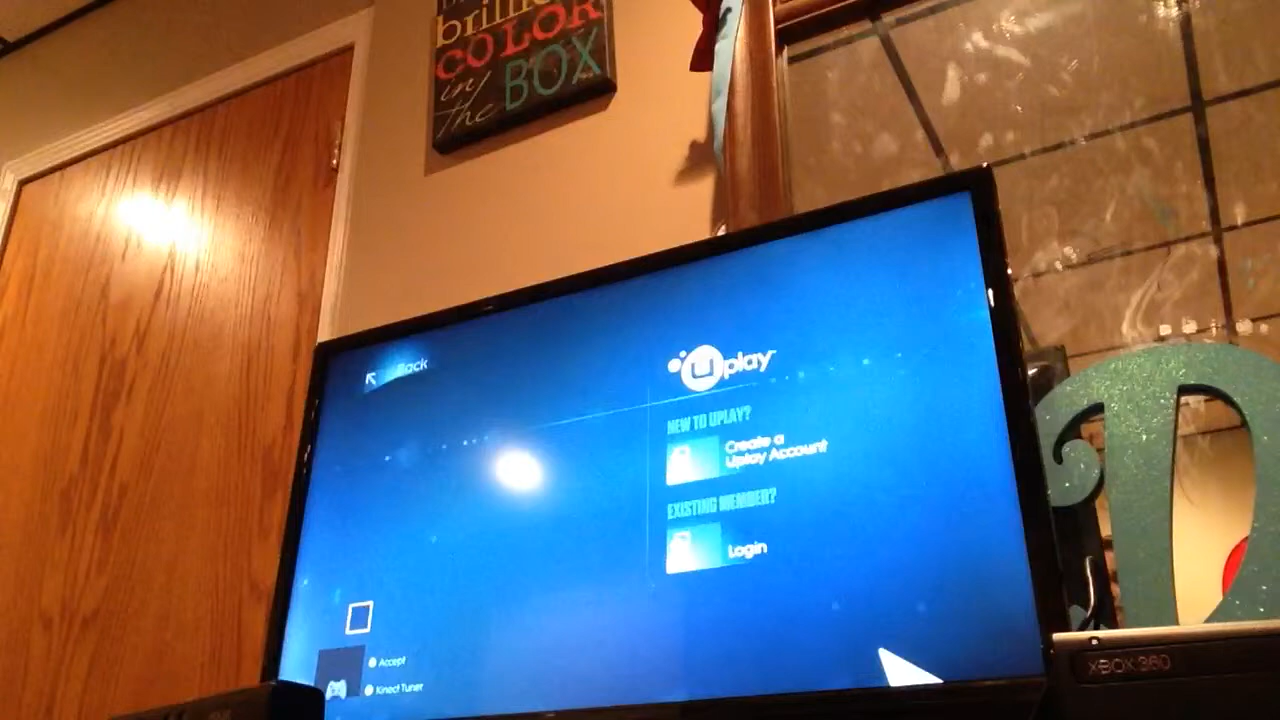 brillia
COLOR
in
the BOX
Back
Uplay
NEW TO UPLAY?
Create a
Uplay Account
EXISTING MEMBER?
Login
Accept
Kinect Tuner
D
XBOX 360